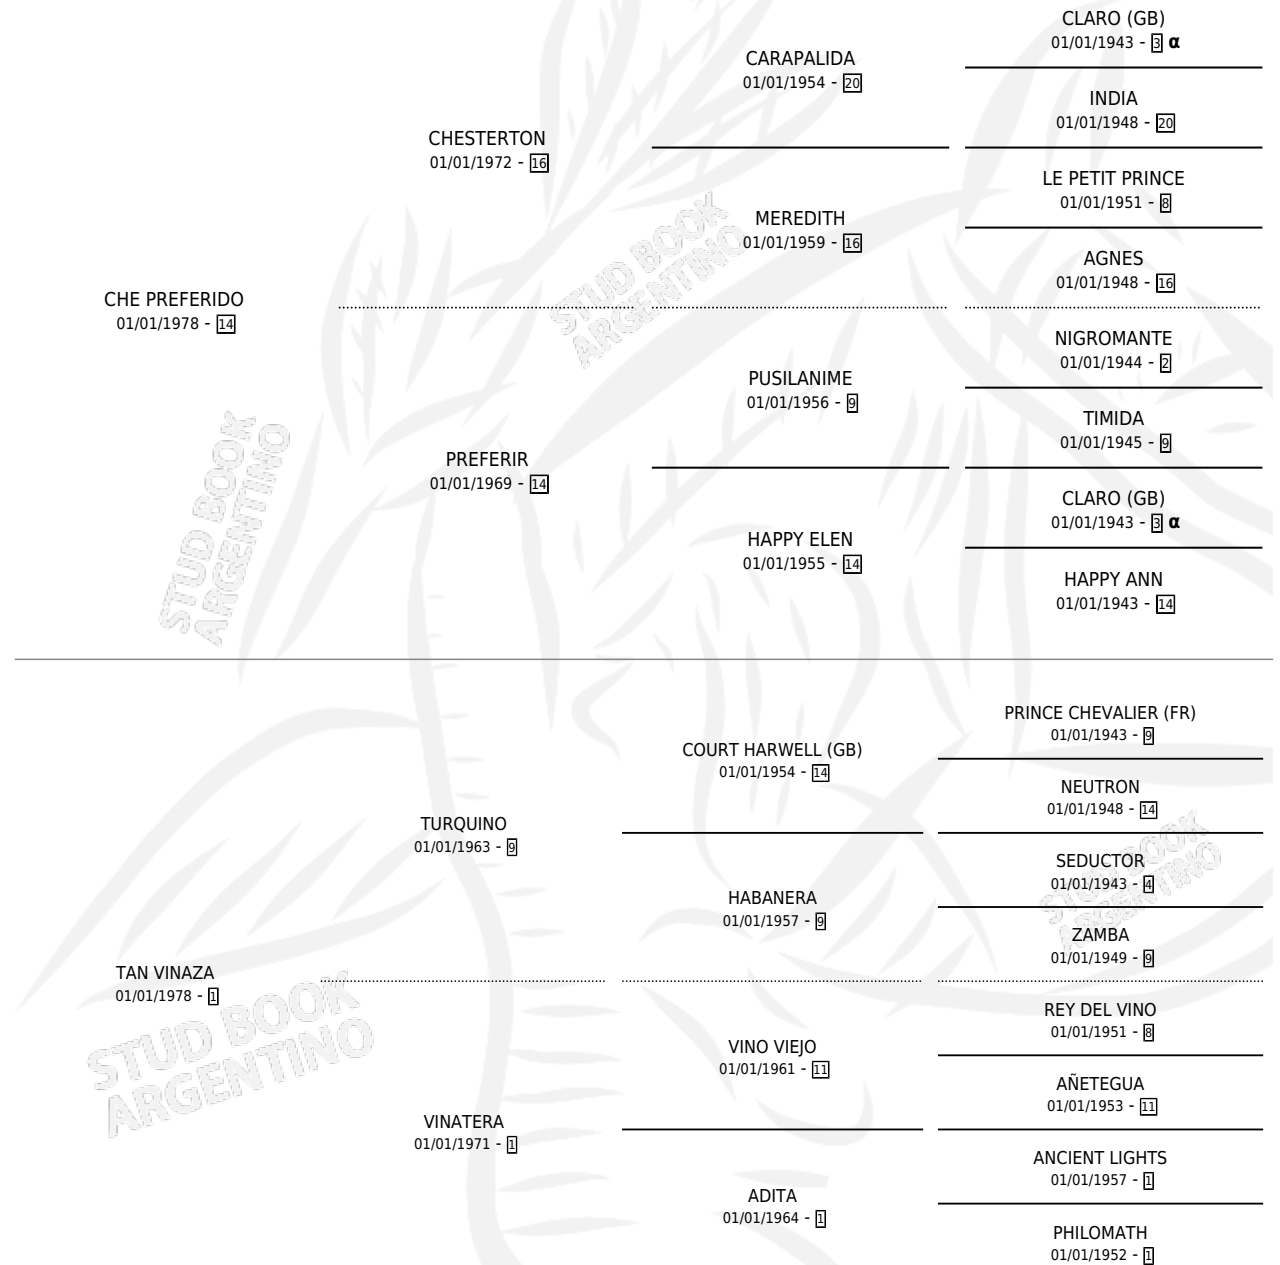 CLARO (GB)
01/01/1943 - 3 α
CARAPALIDA
01/01/1954 - 20
INDIA
01/01/1948 - 20
CHESTERTON
01/01/1972 - 16
LE PETIT PRINCE
01/01/1951 - 8
MEREDITH
01/01/1959 - 16
AGNES
01/01/1948 - 16
CHE PREFERIDO
01/01/1978 - 14
NIGROMANTE
01/01/1944 - 2
PUSILANIME
01/01/1956 - 9
TIMIDA
01/01/1945 - 9
PREFERIR
01/01/1969 - 14
CLARO (GB)
01/01/1943 - 3 α
HAPPY ELEN
01/01/1955 - 14
HAPPY ANN
01/01/1943 - 14
PRINCE CHEVALIER (FR)
01/01/1943 - 9
COURT HARWELL (GB)
01/01/1954 - 14
NEUTRON
01/01/1948 - 14
TURQUINO
01/01/1963 - 9
SEDUCTOR
01/01/1943 - 4
HABANERA
01/01/1957 - 9
ZAMBA
01/01/1949 - 9
TAN VINAZA
01/01/1978 - 1
REY DEL VINO
01/01/1951 - 8
VINO VIEJO
01/01/1961 - 11
AÑETEGUA
01/01/1953 - 11
VINATERA
01/01/1971 - 1
ANCIENT LIGHTS
01/01/1957 - 1
ADITA
01/01/1964 - 1
PHILOMATH
01/01/1952 - 1
STUD BOOK
ARGENTINO
STUD BOOK
ARGENTINO
STUD BOOK
ARGENTINO
STUD BOOK
ARGENTINO